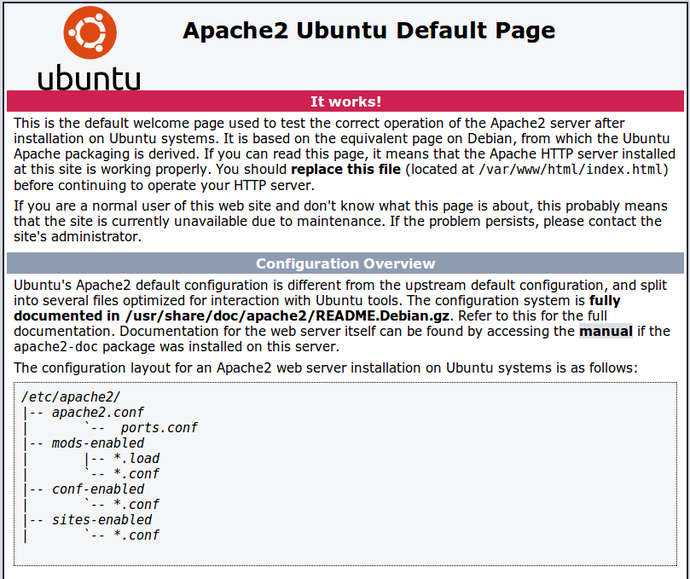 ubuntu
Apache2 Ubuntu Default Page
It works!
This is the default welcome page used to test the correct operation of the Apache2 server after
installation on Ubuntu systems. It is based on the equivalent page on Debian, from which the Ubuntu
Apache packaging is derived. If you can read this page, it means that the Apache HTTP server installed
at this site is working properly. You should replace this file (located at /var/www/html/index.html)
before continuing to operate your HTTP server.
If you are a normal user of this web site and don't know what this page is about, this probably means
that the site is currently unavailable due to maintenance. If the problem persists, please contact the
site's administrator.
Configuration Overview
Ubuntu's Apache2 default configuration is different from the upstream default configuration, and split
into several files optimized for interaction with Ubuntu tools. The configuration system is fully
documented in /usr/share/doc/apache2/README.Debian.gz. Refer to this for the full
documentation. Documentation for the web server itself can be found by accessing the manual if the
apache2-doc package was installed on this server.
The configuration layout for an Apache2 web server installation on Ubuntu systems is as follows:
/etc/apache2/
|-- apache2.conf
|       `--  ports.conf
|-- mods-enabled
|       |-- *.load
|       `-- *.conf
|-- conf-enabled
|       `-- *.conf
|-- sites-enabled
|       `-- *.conf